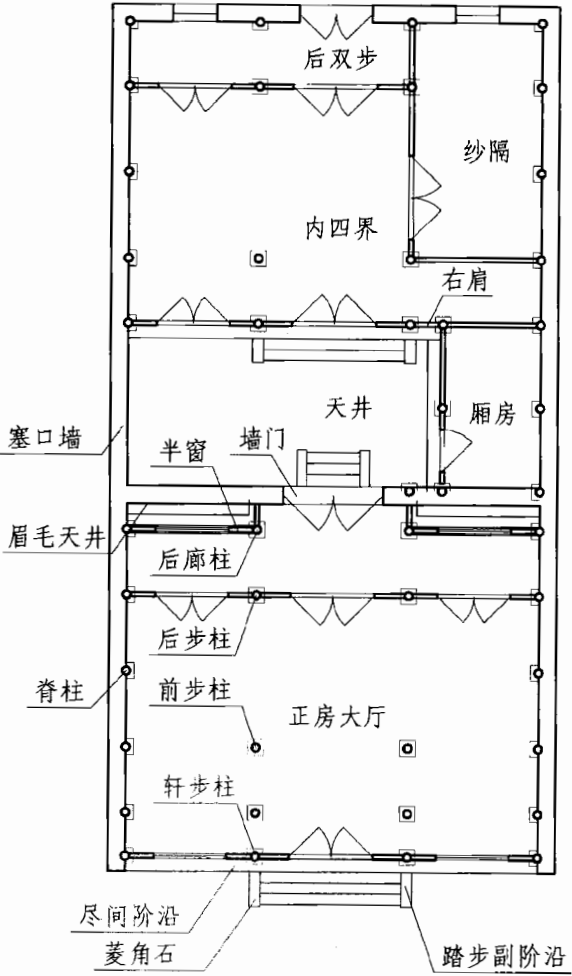 后双步
纱隔
内四界
右肩
天井
厢房
塞口墙
半窗
墙门
眉毛天井
后廊柱
后步柱
脊柱
前步柱
正房大厅
轩步柱
尽间阶沿
菱角石
踏步副阶沿